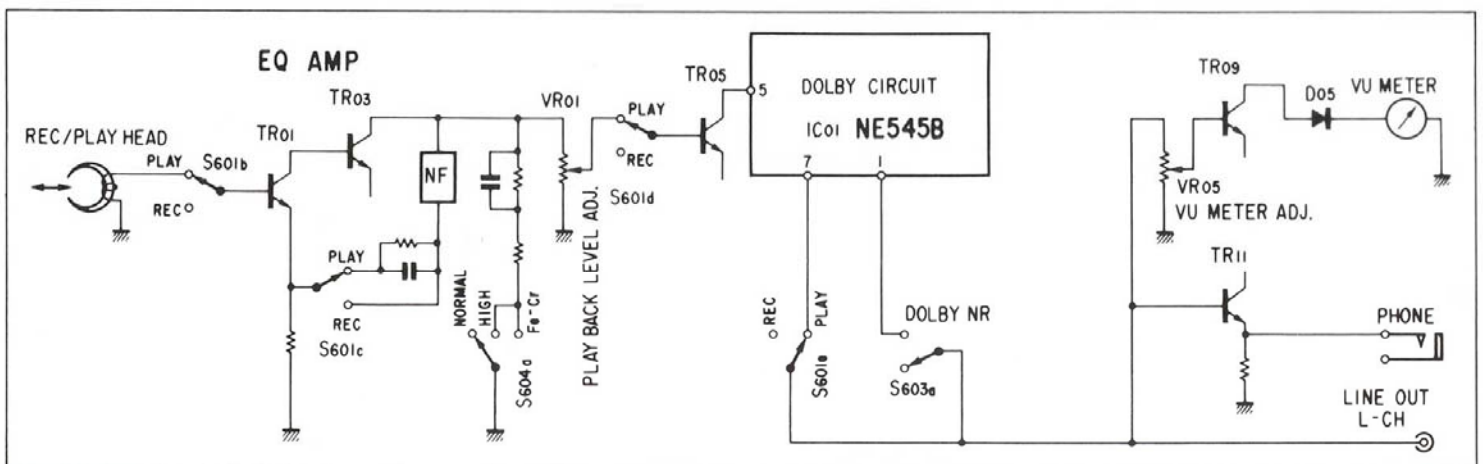 EQ AMP
REC/PLAY HEAD
PLAY
S601b
REC
TR01
TR03
NF
PLAY
REC
S601c
NORMAL
HIGH
Fe-Cr
S604a
VR01
PLAY BACK LEVEL ADJ.
PLAY
REC
S601d
TR05
5
DOLBY CIRCUIT
IC01 NE545B
7
1
REC
PLAY
S601e
DOLBY NR
S603a
TR09
D05
VU METER
VR05
VU METER ADJ.
TR11
PHONE
LINE OUT
L-CH